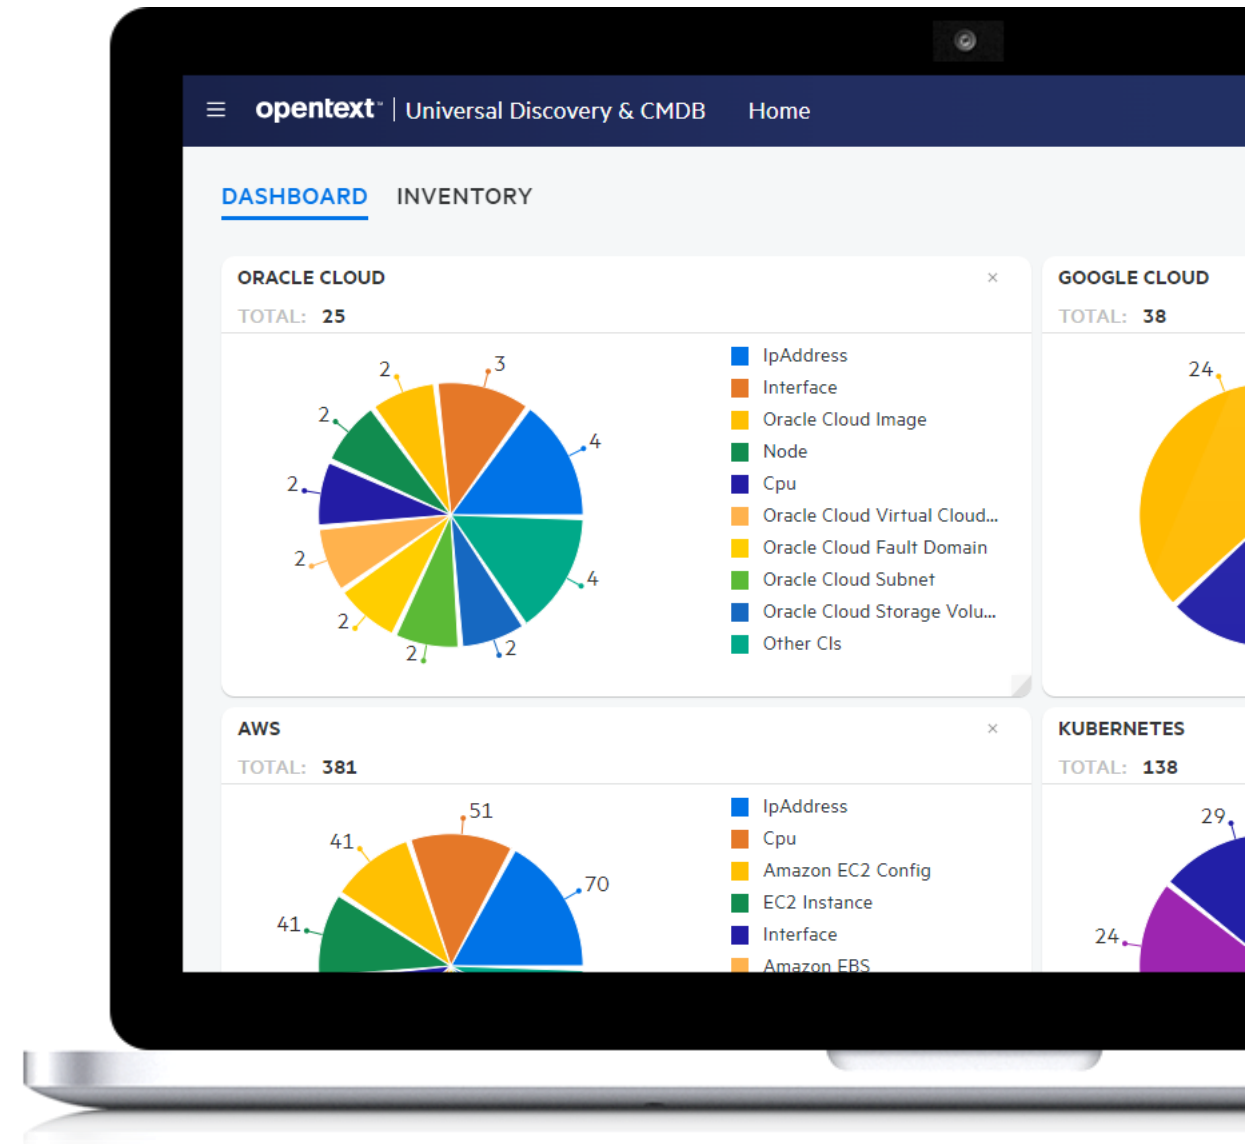 opentext™ | Universal Discovery & CMDB Home
DASHBOARD INVENTORY
ORACLE CLOUD ×
TOTAL: 25
2
3
2
4
2
2
4
2
2
2
IpAddress
Interface
Oracle Cloud Image
Node
Cpu
Oracle Cloud Virtual Cloud...
Oracle Cloud Fault Domain
Oracle Cloud Subnet
Oracle Cloud Storage Volu...
Other CIs
GOOGLE CLOUD
TOTAL: 38
24
AWS ×
TOTAL: 381
51
41
70
41
IpAddress
Cpu
Amazon EC2 Config
EC2 Instance
Interface
Amazon EBS
KUBERNETES
TOTAL: 138
29
24